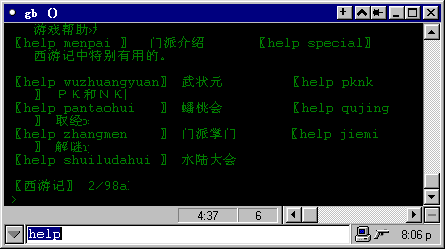 gb ()
游戏帮助:
〖help menpai 〗 门派介绍 〖help special〗
西游记中特别有用的。
〖help wuzhuangyuan〗 武状元 〖help pknk
〗 ＰＫ和ＮＫ
〖help pantaohui 〗 蟠桃会 〖help qujing
〗 取经
〖help zhangmen 〗 门派掌门 〖help jiemi
〗 解谜
〖help shuiludahui 〗 水陆大会
〖西游记〗 2/98a
>
4:37 6
help
8:06 p